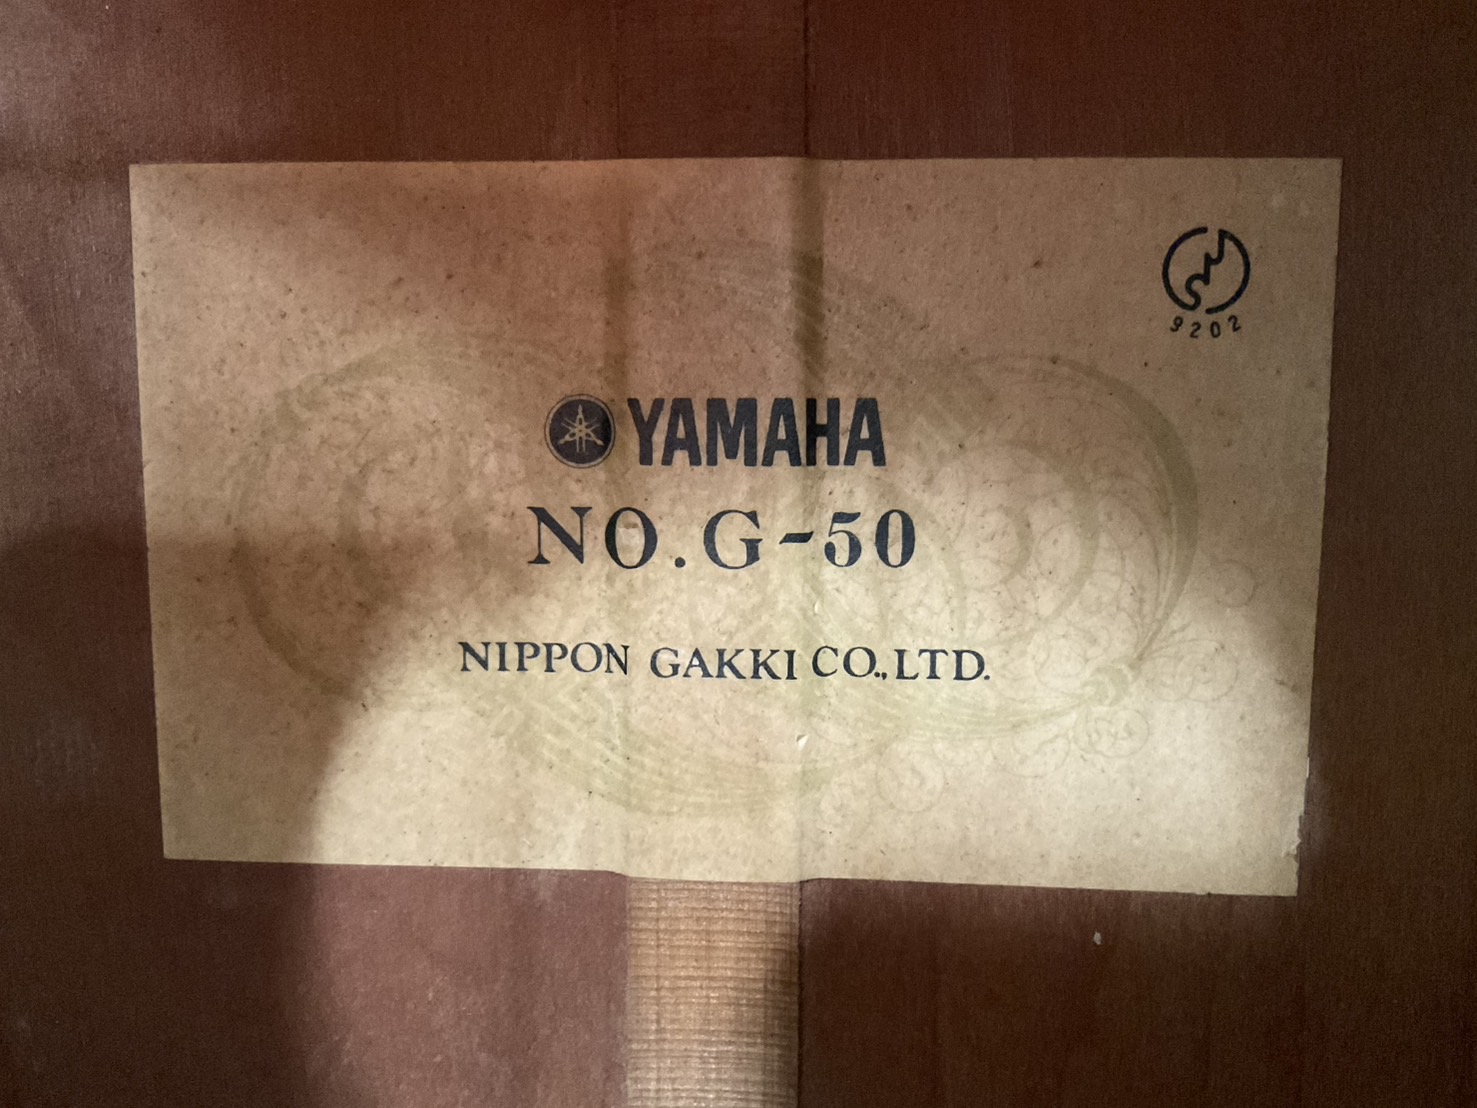 9202
YAMAHA
NO. G-50
NIPPON GAKKI CO., LTD.